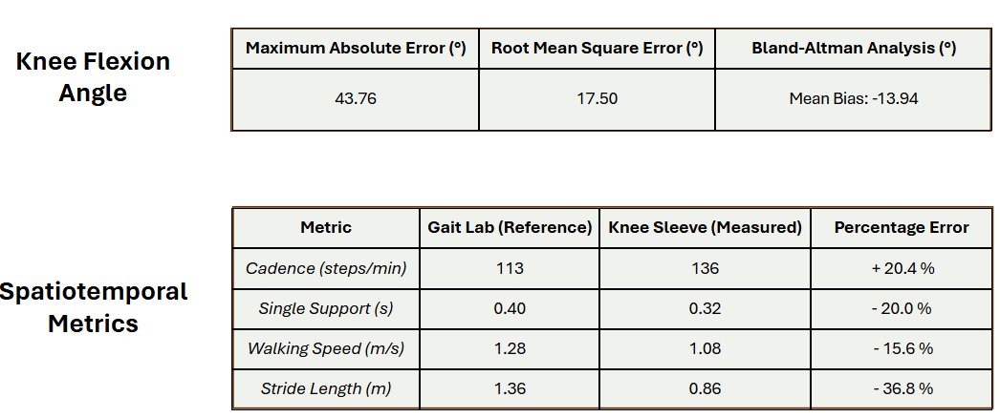 Knee Flexion
Angle
Maximum Absolute Error (°) Root Mean Square Error (°) Bland-Altman Analysis (°)
43.76 17.50 Mean Bias: -13.94
Spatiotemporal
Metrics
Metric Gait Lab (Reference) Knee Sleeve (Measured) Percentage Error
Cadence (steps/min) 113 136 + 20.4 %
Single Support (s) 0.40 0.32 - 20.0 %
Walking Speed (m/s) 1.28 1.08 - 15.6 %
Stride Length (m) 1.36 0.86 - 36.8 %